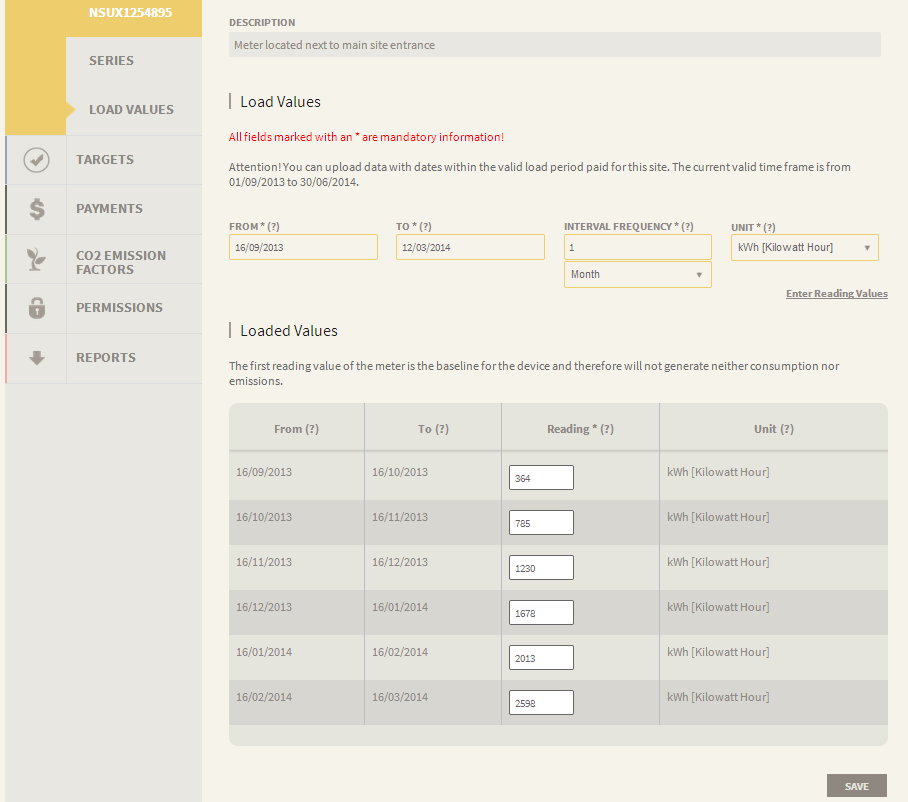 NSUX1254895
SERIES
LOAD VALUES
TARGETS
PAYMENTS
CO2 EMISSION
FACTORS
PERMISSIONS
REPORTS
DESCRIPTION
Meter located next to main site entrance
Load Values
All fields marked with an * are mandatory information!
Attention! You can upload data with dates within the valid load period paid for this site. The current valid time frame is from
01/09/2013 to 30/06/2014.
FROM * (?) TO * (?) INTERVAL FREQUENCY * (?) UNIT * (?)
16/09/2013 12/03/2014 1 kWh [Kilowatt Hour]
Month
Enter Reading Values
Loaded Values
The first reading value of the meter is the baseline for the device and therefore will not generate neither consumption nor
emissions.
From (?) To (?) Reading * (?) Unit (?)
16/09/2013 16/10/2013 364 kWh [Kilowatt Hour]
16/10/2013 16/11/2013 785 kWh [Kilowatt Hour]
16/11/2013 16/12/2013 1230 kWh [Kilowatt Hour]
16/12/2013 16/01/2014 1678 kWh [Kilowatt Hour]
16/01/2014 16/02/2014 2013 kWh [Kilowatt Hour]
16/02/2014 16/03/2014 2598 kWh [Kilowatt Hour]
SAVE